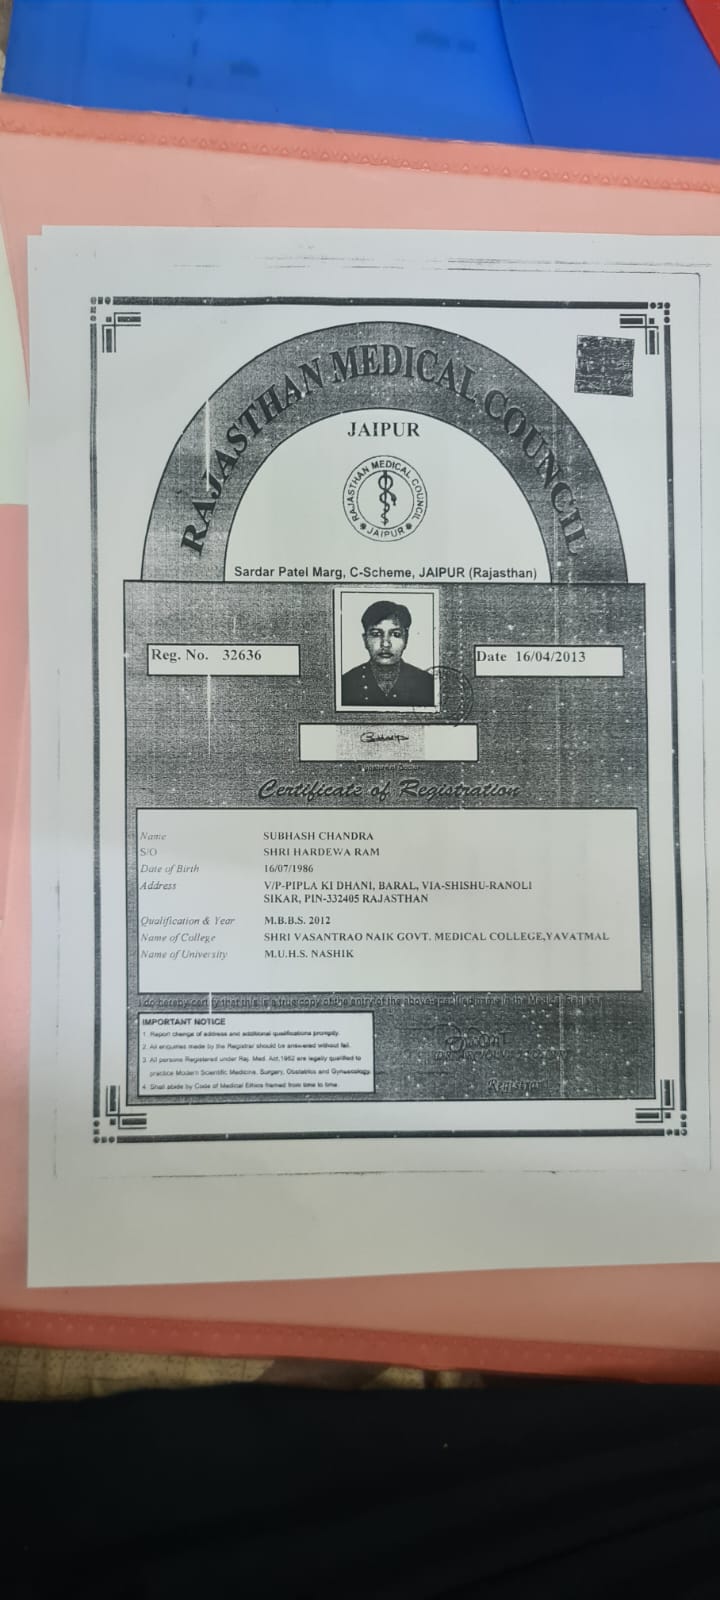 RAJASTHAN MEDICAL COUNCIL
JAIPUR
RAJASTHAN MEDICAL COUNCIL
JAIPUR
Sardar Patel Marg, C-Scheme, JAIPUR (Rajasthan)
Reg. No. 32636
Date 16/04/2013
Certificate of Registration
Name SUBHASH CHANDRA
S/O SHRI HARDEWA RAM
Date of Birth 16/07/1986
Address V/P-PIPLA KI DHANI, BARAL, VIA-SHISHU-RANOLI
SIKAR, PIN-332405 RAJASTHAN
Qualification & Year M.B.B.S. 2012
Name of College SHRI VASANTRAO NAIK GOVT. MEDICAL COLLEGE,YAVATMAL
Name of University M.U.H.S. NASHIK
I do hereby certify that this is a true copy of the entry of the above specified name in the Medical Register
IMPORTANT NOTICE
1. Report change of address and additional qualifications promptly.
2. All enquiries made by the Registrar should be answered without fail.
3. All persons Registered under Raj. Med. Act,1952 are legally qualified to
practice Modern Scientific Medicine, Surgery, Obstetrics and Gynaecology.
4. Shall abide by Code of Medical Ethics framed from time to time.
Registrar